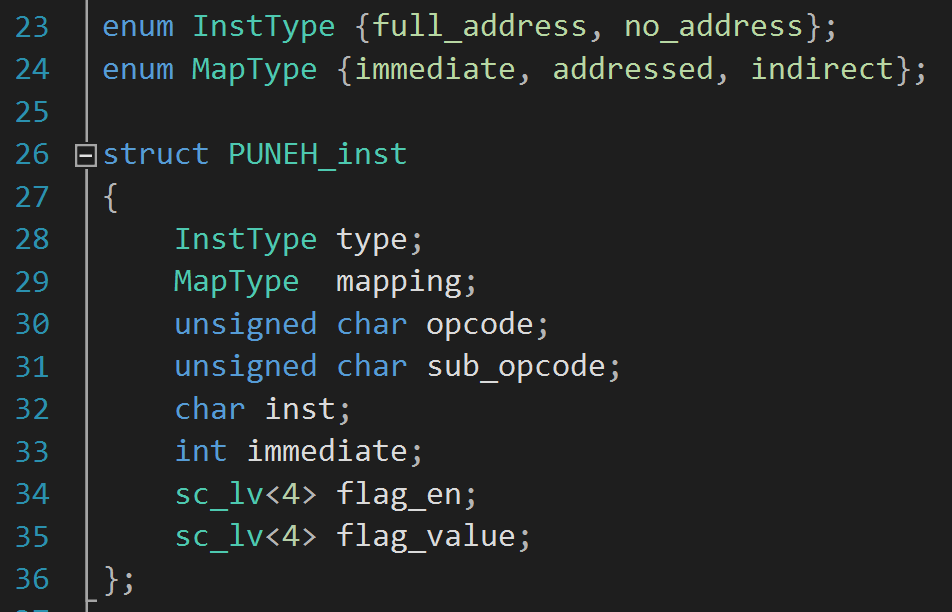 23 enum InstType {full_address, no_address};
24 enum MapType {immediate, addressed, indirect};
25
26 struct PUNEH_inst
27 {
28 InstType type;
29 MapType  mapping;
30 unsigned char opcode;
31 unsigned char sub_opcode;
32 char inst;
33 int immediate;
34 sc_lv<4> flag_en;
35 sc_lv<4> flag_value;
36 };